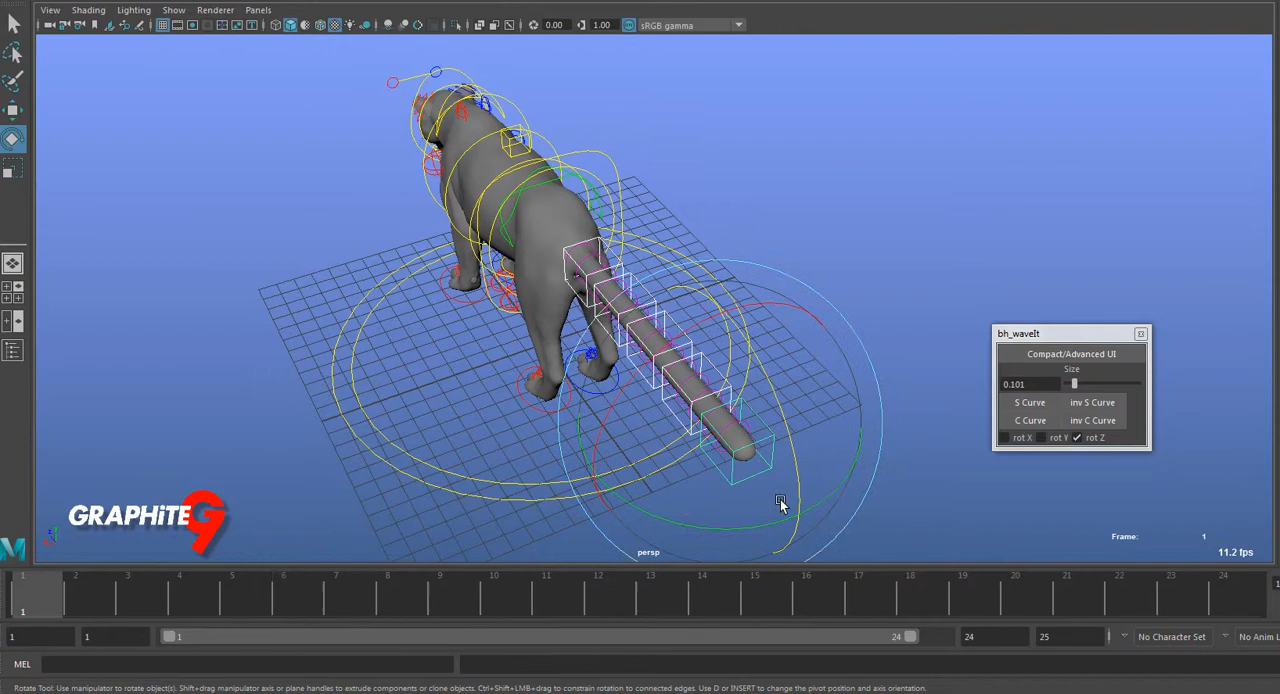 View Shading Lighting Show Renderer Panels
0.00 1.00 sRGB gamma
bh_waveIt
Compact/Advanced UI
Size
0.101
S Curve inv S Curve
C Curve inv C Curve
rot X rot Y rot Z
GRAPHiTE 9
persp
Frame: 1
11.2 fps
1 2 3 4 5 6 7 8 9 10 11 12 13 14 15 16 17 18 19 20 21 22 23 24
1
1 1 1 24 24 25 No Character Set No Anim L
MEL
Rotate Tool: Use manipulator to rotate object(s). Shift+drag manipulator axis or plane handles to extrude components or clone objects. Ctrl+Shift+LMB+drag to constrain rotation to connected edges. Use D or INSERT to change the pivot position and axis orientation.